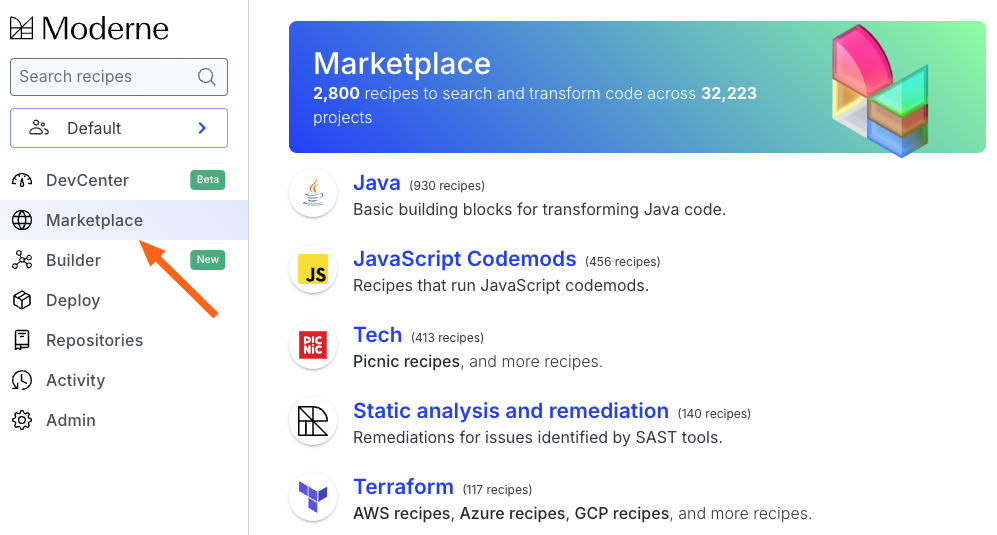 Moderne
Search recipes
Default
DevCenter Beta
Marketplace
Builder New
Deploy
Repositories
Activity
Admin
Marketplace
2,800 recipes to search and transform code across 32,223
projects
Java (930 recipes)
Basic building blocks for transforming Java code.
JS
JavaScript Codemods (456 recipes)
Recipes that run JavaScript codemods.
PIC
NIC
Tech (413 recipes)
Picnic recipes, and more recipes.
Static analysis and remediation (140 recipes)
Remediations for issues identified by SAST tools.
Terraform (117 recipes)
AWS recipes, Azure recipes, GCP recipes, and more recipes.